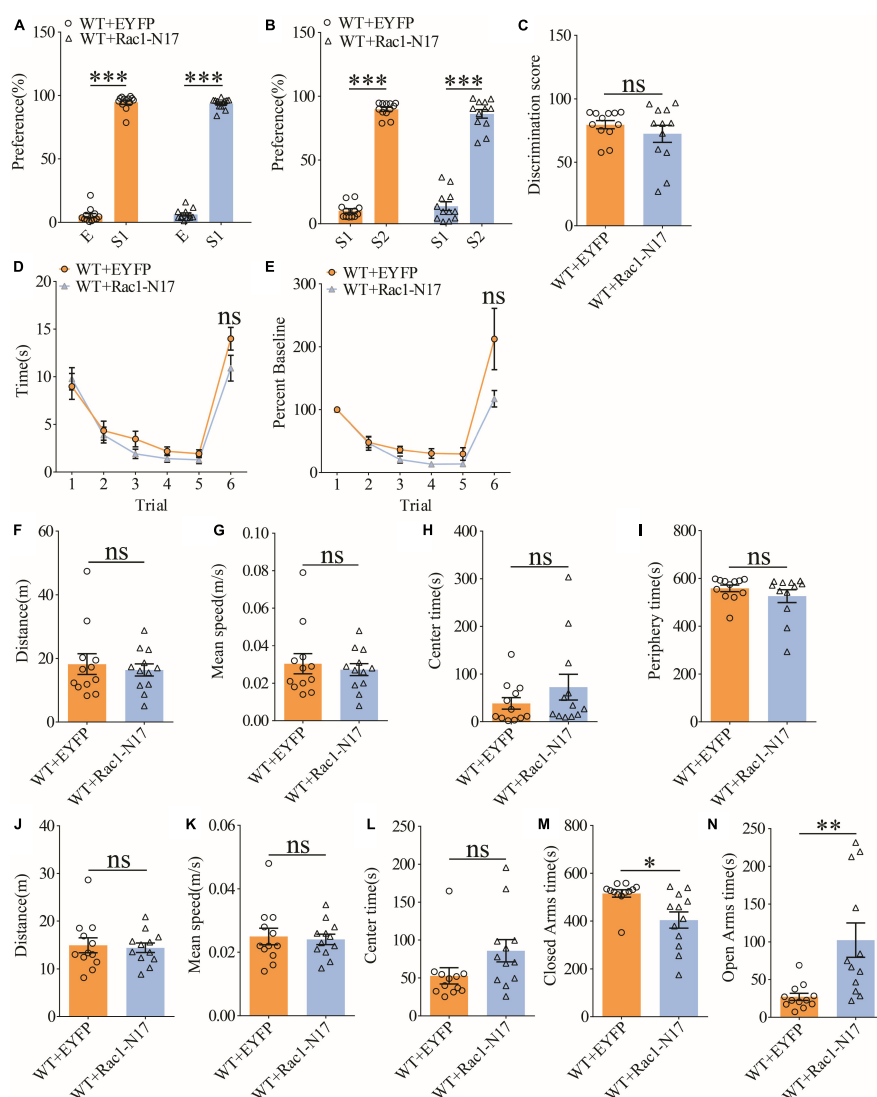 A
WT+EYFP
WT+Rac1-N17
Preference(%)
150
100
50
0
***
***
E
S1
E
S1
B
WT+EYFP
WT+Rac1-N17
Preference(%)
150
100
50
0
***
***
S1
S2
S1
S2
C
Discrimination score
150
100
50
0
ns
WT+EYFP
WT+Rac1-N17
D
WT+EYFP
WT+Rac1-N17
Time(s)
20
15
10
5
0
ns
1 2 3 4 5 6
Trial
E
WT+EYFP
WT+Rac1-N17
Percent Baseline
300
200
100
0
ns
1 2 3 4 5 6
Trial
F
Distance(m)
60
40
20
0
ns
WT+EYFP
WT+Rac1-N17
G
Mean speed(m/s)
0.10
0.08
0.06
0.04
0.02
0.00
ns
WT+EYFP
WT+Rac1-N17
H
Center time(s)
400
300
200
100
0
ns
WT+EYFP
WT+Rac1-N17
I
Periphery time(s)
800
600
400
200
0
ns
WT+EYFP
WT+Rac1-N17
J
Distance(m)
40
30
20
10
0
ns
WT+EYFP
WT+Rac1-N17
K
Mean speed(m/s)
0.06
0.04
0.02
0.00
ns
WT+EYFP
WT+Rac1-N17
L
Center time(s)
250
200
150
100
50
0
ns
WT+EYFP
WT+Rac1-N17
M
Closed Arms time(s)
800
600
400
200
0
*
WT+EYFP
WT+Rac1-N17
N
Open Arms time(s)
250
200
150
100
50
0
**
WT+EYFP
WT+Rac1-N17